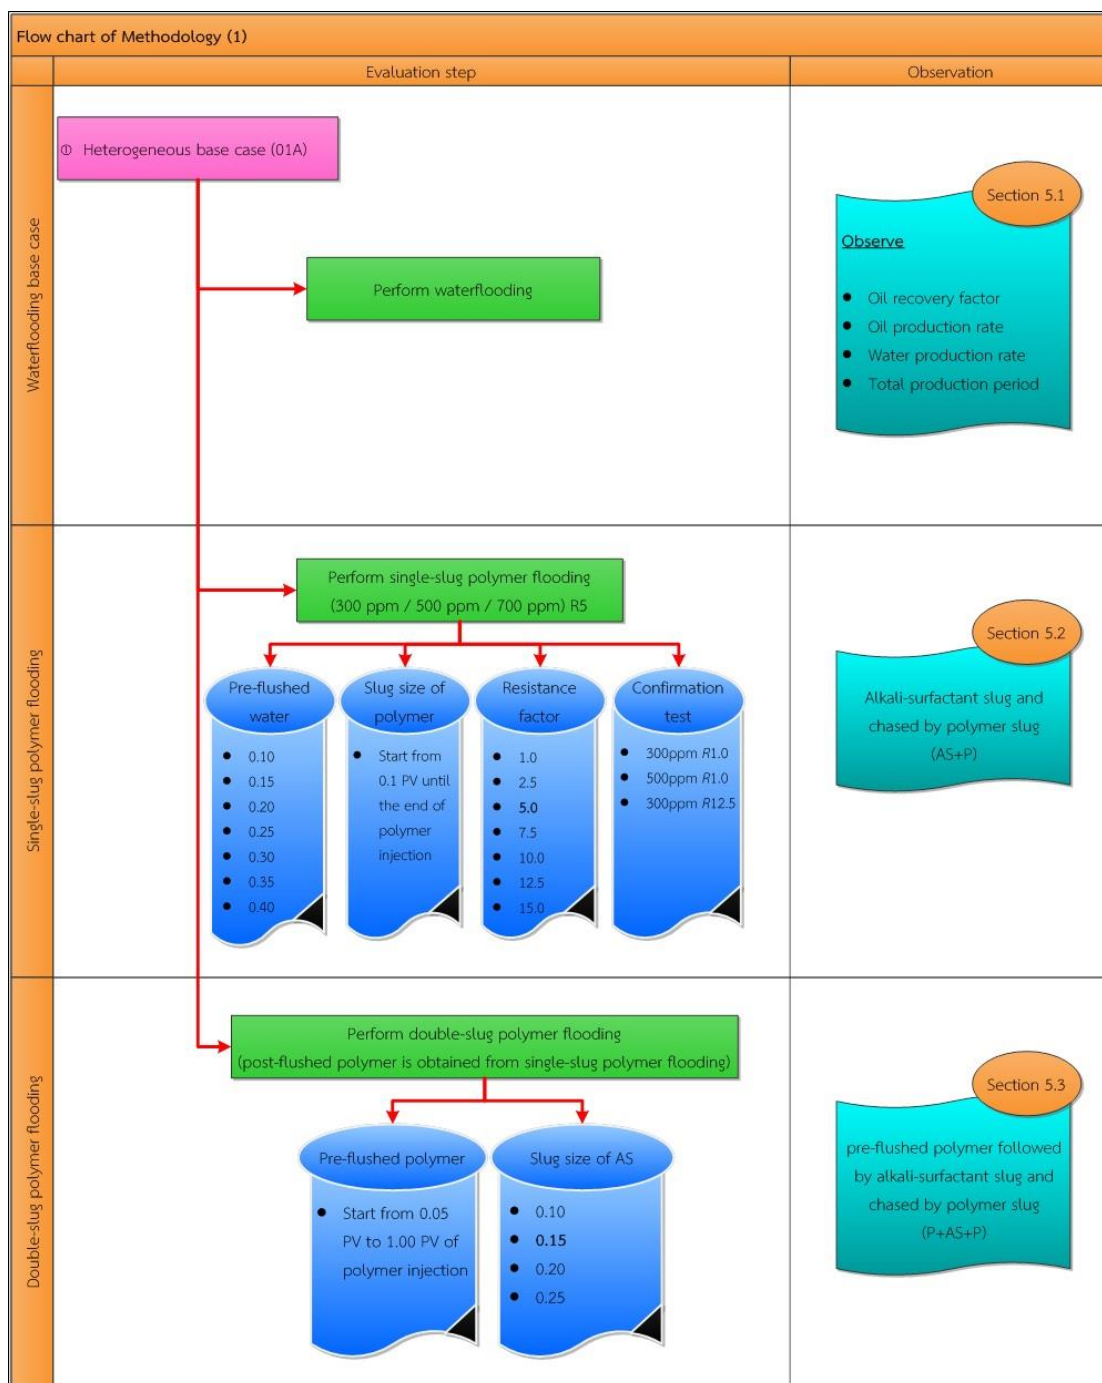 Flow chart of Methodology (1)
Evaluation step
Observation
Waterflooding base case
① Heterogeneous base case (01A)
Perform waterflooding
Section 5.1
Observe
● Oil recovery factor
● Oil production rate
● Water production rate
● Total production period
Single-slug polymer flooding
Perform single-slug polymer flooding
(300 ppm / 500 ppm / 700 ppm) R5
Pre-flushed
water
● 0.10
● 0.15
● 0.20
● 0.25
● 0.30
● 0.35
● 0.40
Slug size of
polymer
● Start from
0.1 PV until
the end of
polymer
injection
Resistance
factor
● 1.0
● 2.5
● 5.0
● 7.5
● 10.0
● 12.5
● 15.0
Confirmation
test
● 300ppm R1.0
● 500ppm R1.0
● 300ppm R12.5
Section 5.2
Alkali-surfactant slug and
chased by polymer slug
(AS+P)
Double-slug polymer flooding
Perform double-slug polymer flooding
(post-flushed polymer is obtained from single-slug polymer flooding)
Pre-flushed polymer
● Start from 0.05
PV to 1.00 PV of
polymer injection
Slug size of AS
● 0.10
● 0.15
● 0.20
● 0.25
Section 5.3
pre-flushed polymer followed
by alkali-surfactant slug and
chased by polymer slug
(P+AS+P)